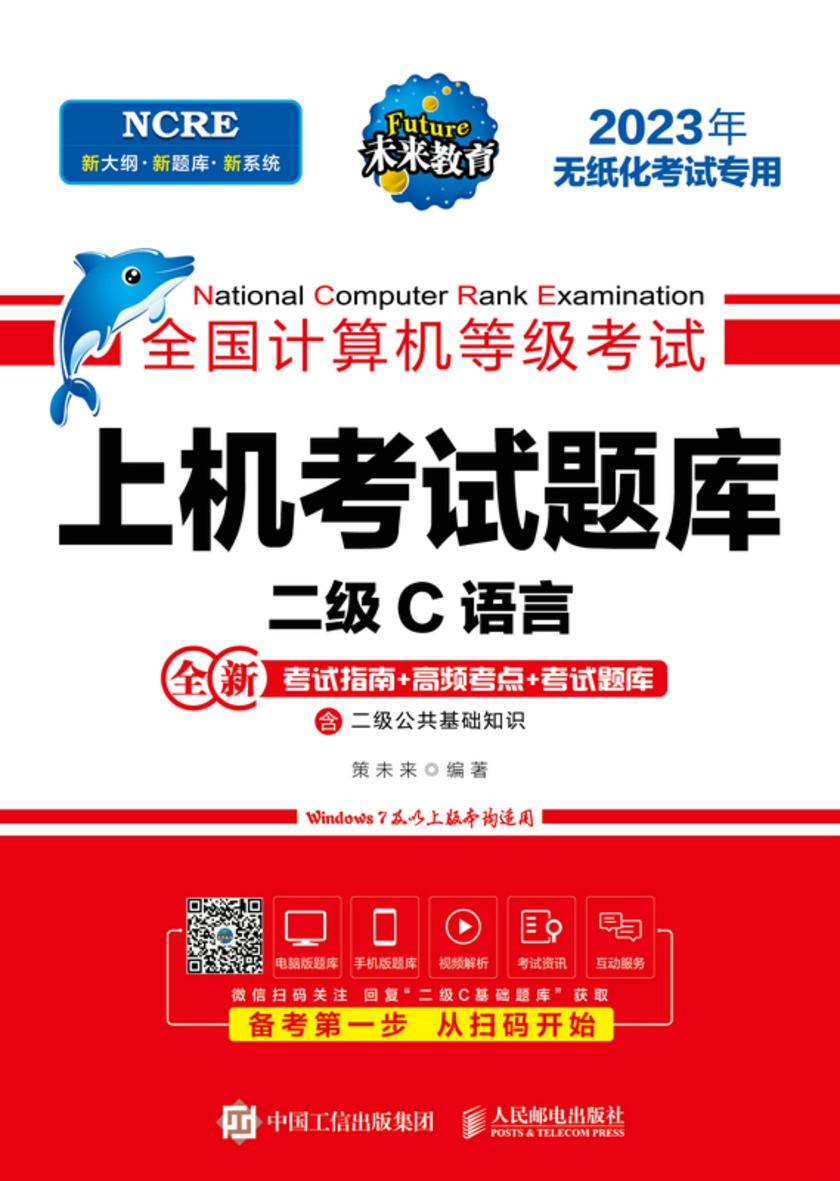 NCRE
新大纲·新题库·新系统
Future
未来教育
2023年
无纸化考试专用
National Computer Rank Examination
全国计算机等级考试
上机考试题库
二级 C 语言
全新 考试指南+高频考点+考试题库
含 二级公共基础知识
策未来 ◎ 编著
Windows 7及以上版本均适用
电脑版题库 手机版题库 视频解析 考试资讯 互动服务
微信扫码关注 回复“二级C基础题库”获取
备考第一步 从扫码开始
中国工信出版集团 人民邮电出版社
POSTS & TELECOM PRESS